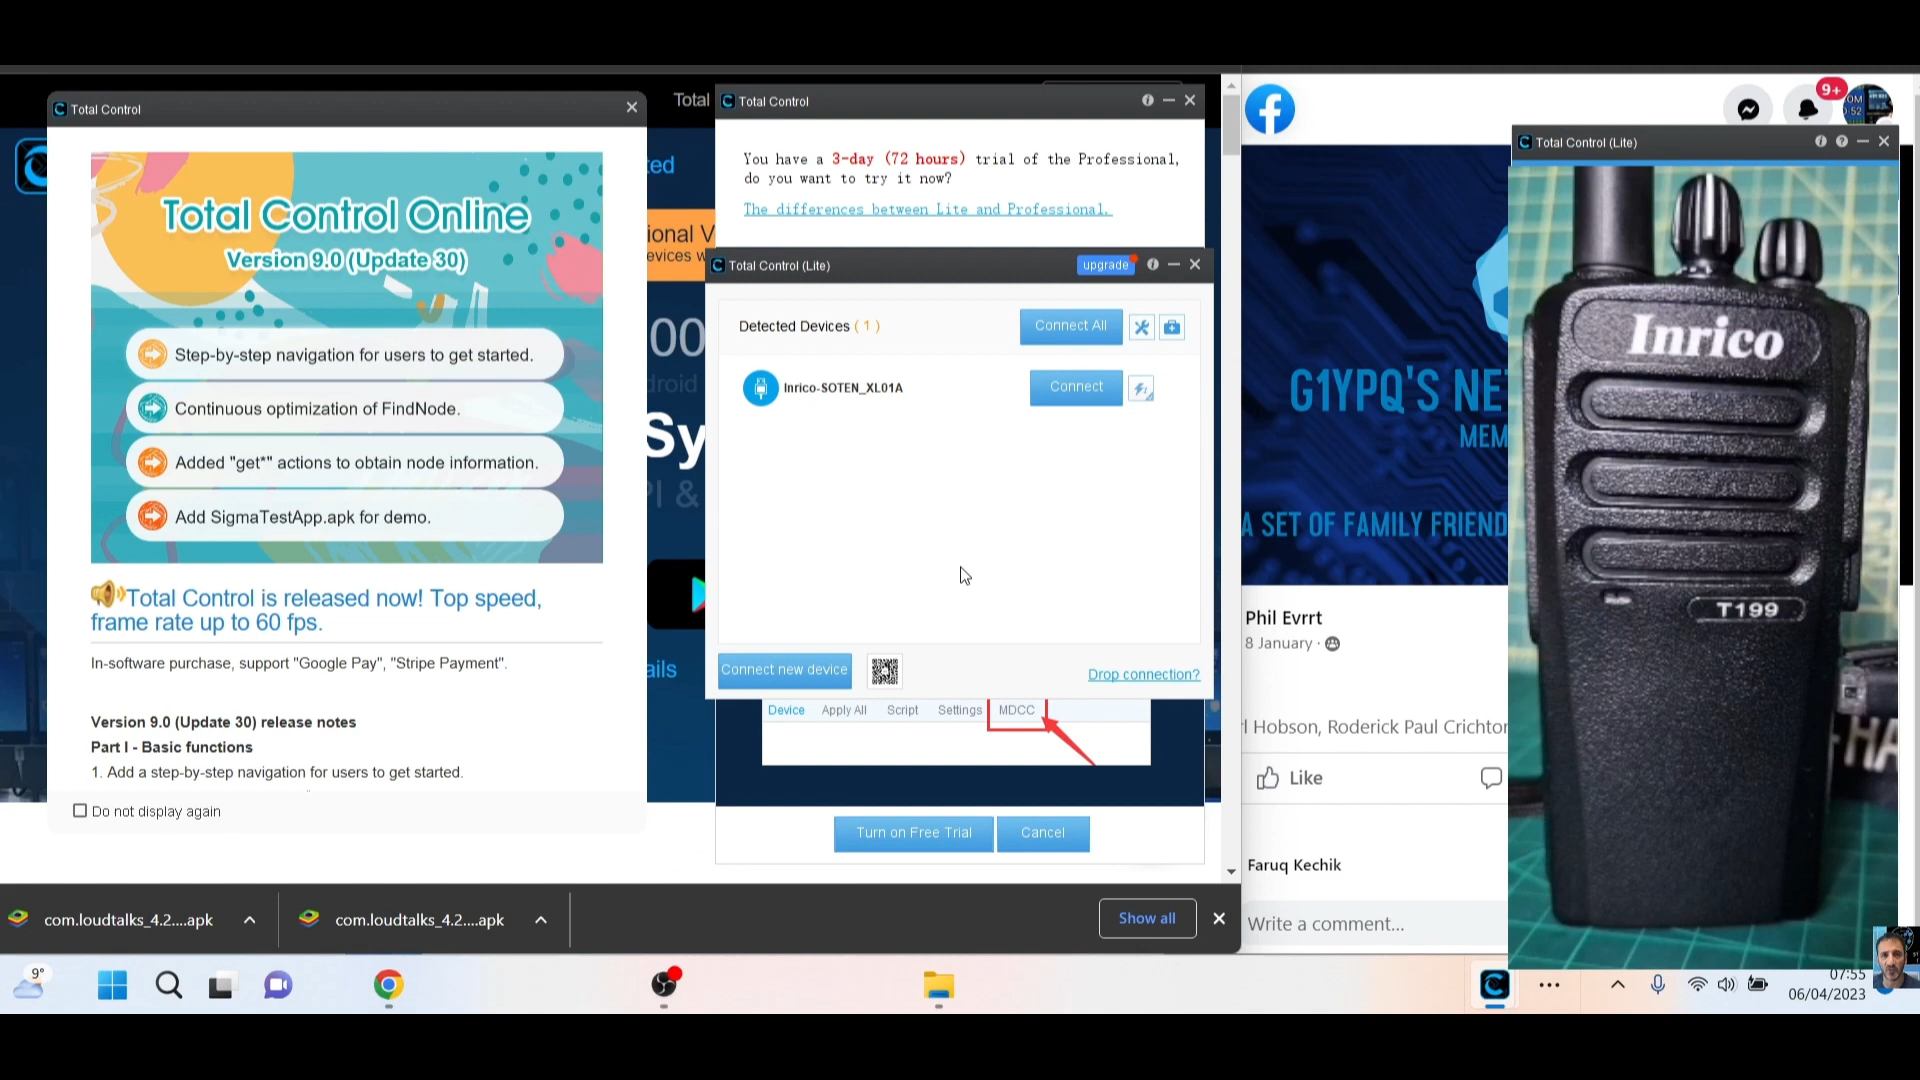 Total Control
Total Control Online
Version 9.0 (Update 30)
Step-by-step navigation for users to get started.
Continuous optimization of FindNode.
Added "get*" actions to obtain node information.
Add SigmaTestApp.apk for demo.
Total Control is released now! Top speed,
frame rate up to 60 fps.
In-software purchase, support "Google Pay", "Stripe Payment".
Version 9.0 (Update 30) release notes
Part I - Basic functions
1. Add a step-by-step navigation for users to get started.
Do not display again
Total
ted
ional V
evices w
00
droid
Sy
PI &
ails
Total Control
You have a 3-day (72 hours) trial of the Professional,
do you want to try it now?
The differences between Lite and Professional.
Total Control (Lite)
upgrade
Detected Devices ( 1 )
Connect All
Inrico-SOTEN_XL01A
Connect
Connect new device
Drop connection?
Device Apply All Script Settings MDCC
Turn on Free Trial
Cancel
9+
Total Control (Lite)
G1YPQ'S NE
MEM
A SET OF FAMILY FRIEND
Inrico
T199
Phil Evrrt
8 January ·
l Hobson, Roderick Paul Crichtor
Like
Faruq Kechik
Write a comment...
com.loudtalks_4.2....apk
com.loudtalks_4.2....apk
Show all
9°
07:55
06/04/2023